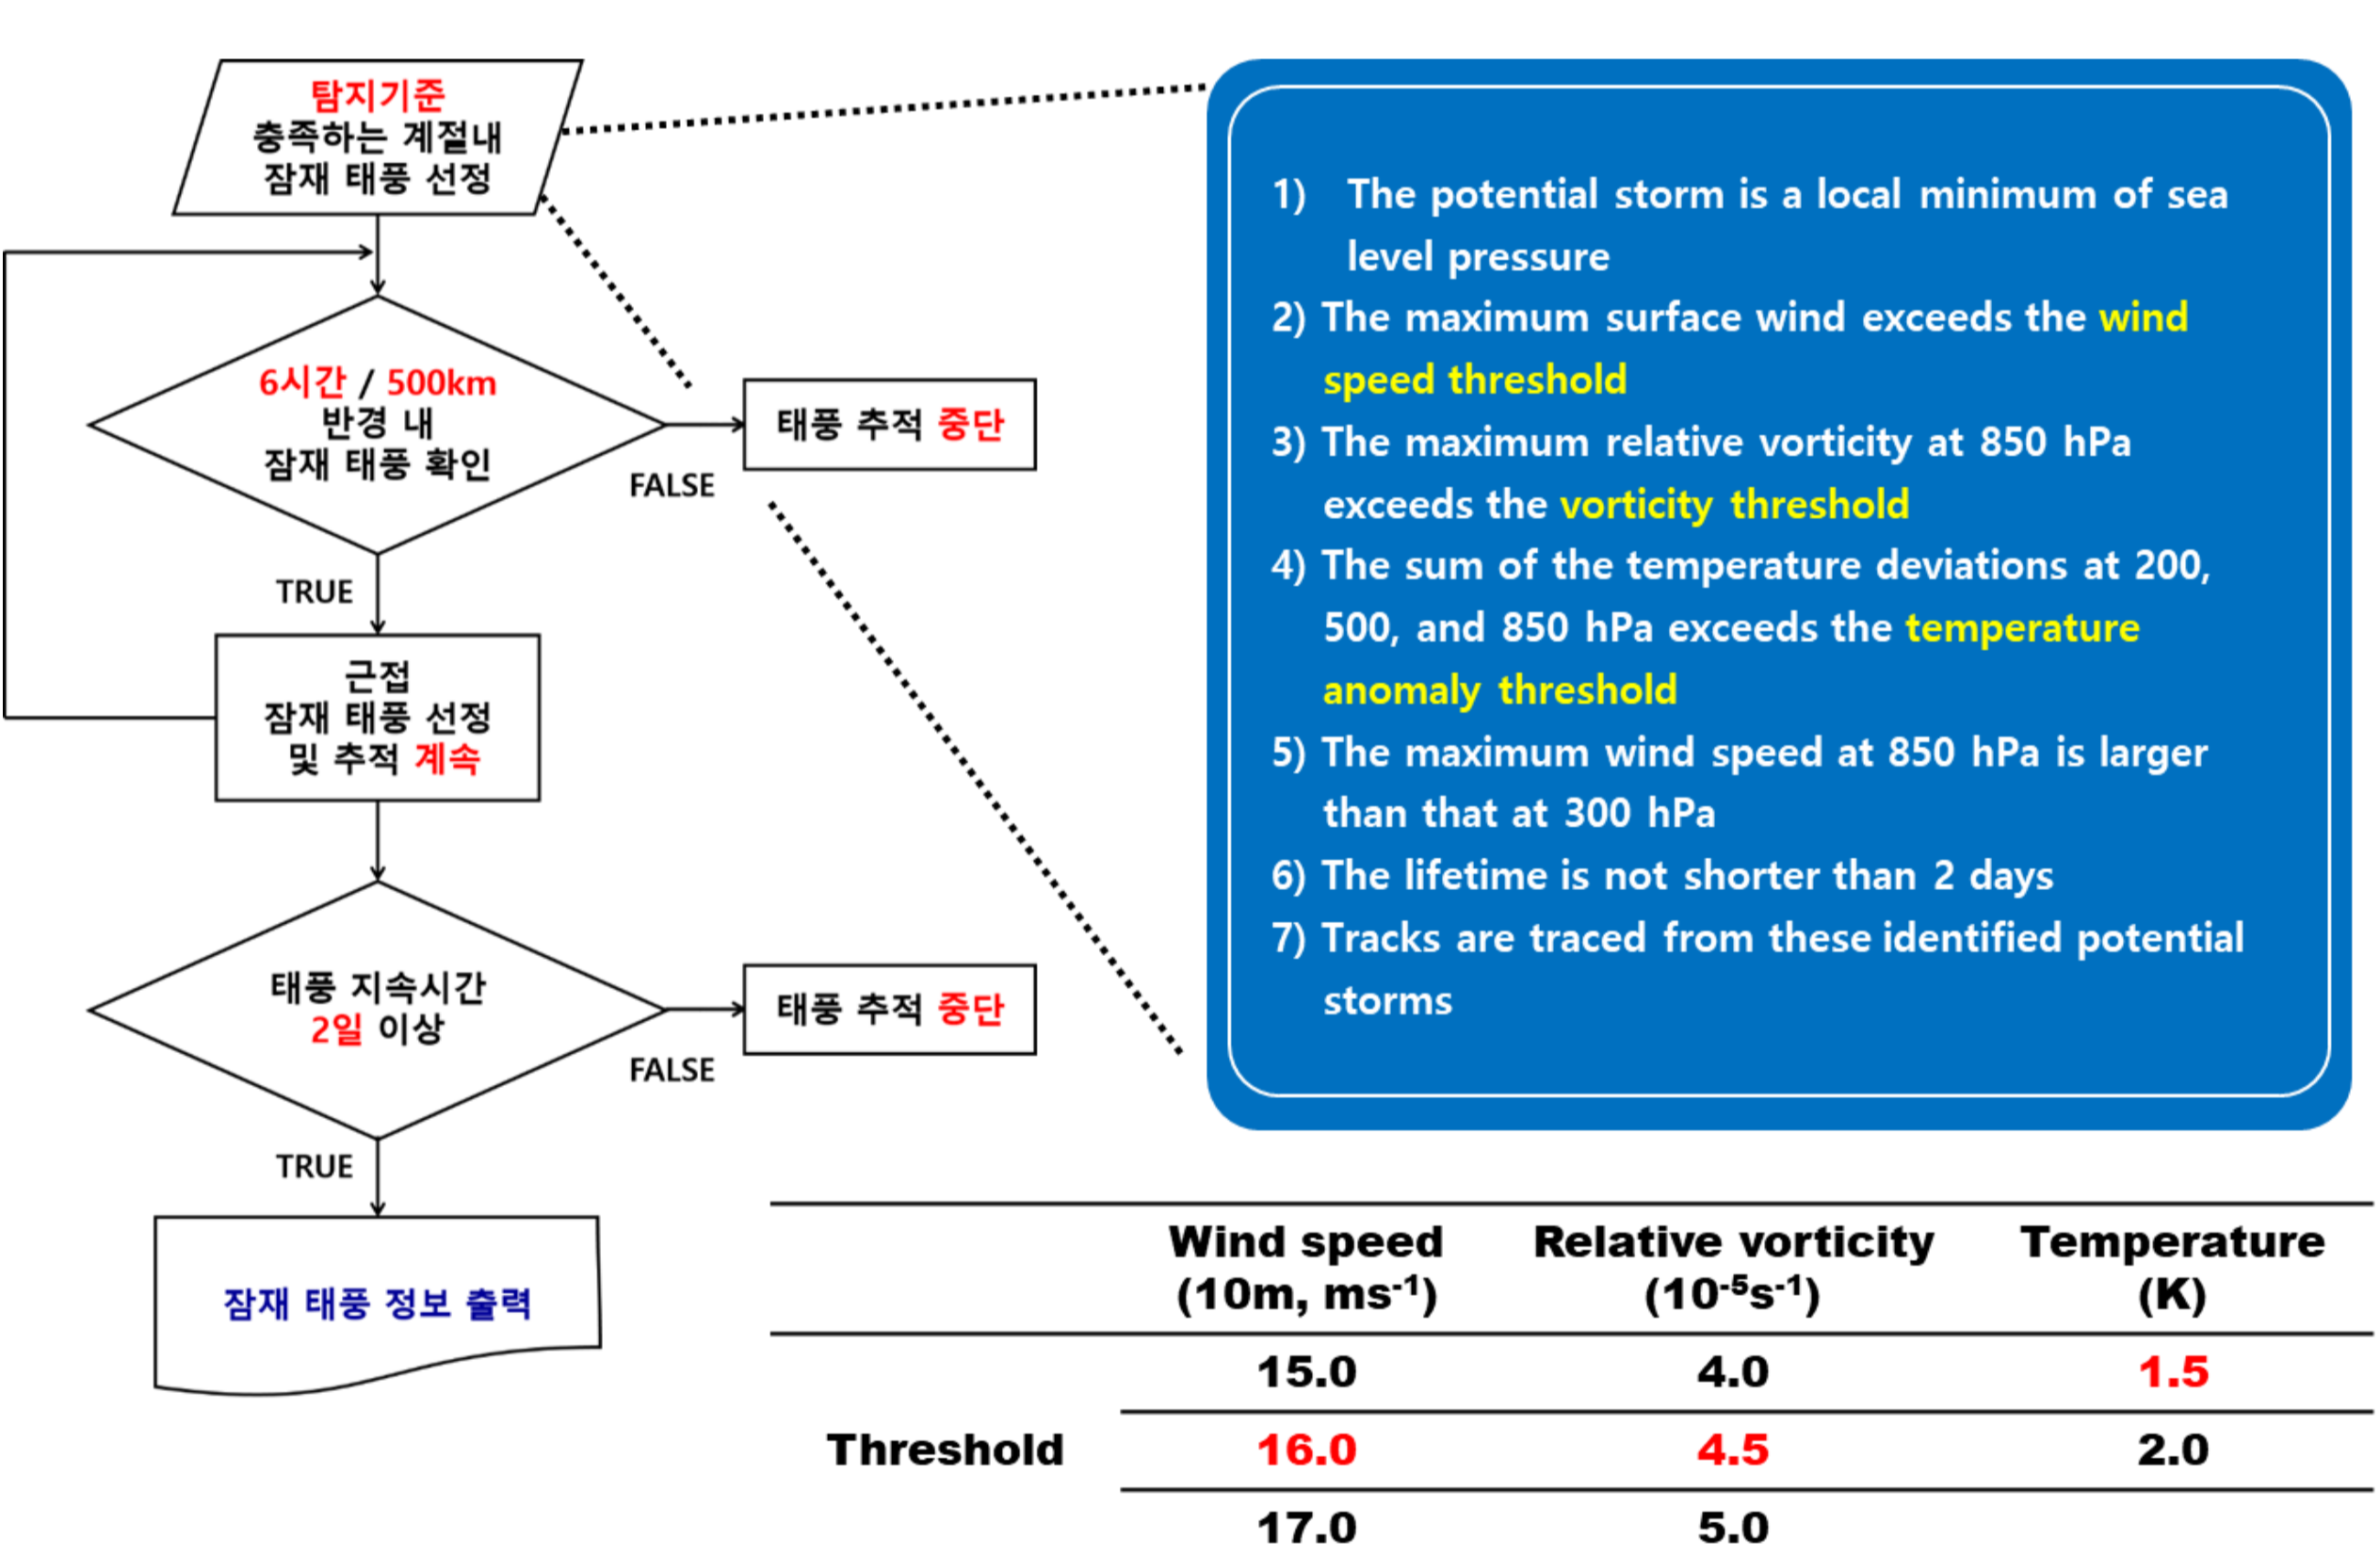 탐지기준
충족하는 계절내
잠재 태풍 선정
6시간 / 500km
반경 내
잠재 태풍 확인
FALSE
태풍 추적 중단
TRUE
근접
잠재 태풍 선정
및 추적 계속
태풍 지속시간
2일 이상
FALSE
태풍 추적 중단
TRUE
잠재 태풍 정보 출력
1) The potential storm is a local minimum of sea
level pressure
2) The maximum surface wind exceeds the wind
speed threshold
3) The maximum relative vorticity at 850 hPa
exceeds the vorticity threshold
4) The sum of the temperature deviations at 200,
500, and 850 hPa exceeds the temperature
anomaly threshold
5) The maximum wind speed at 850 hPa is larger
than that at 300 hPa
6) The lifetime is not shorter than 2 days
7) Tracks are traced from these identified potential
storms
Wind speed Relative vorticity Temperature
(10m, ms-1) (10-5s-1) (K)
15.0 4.0 1.5
Threshold 16.0 4.5 2.0
17.0 5.0